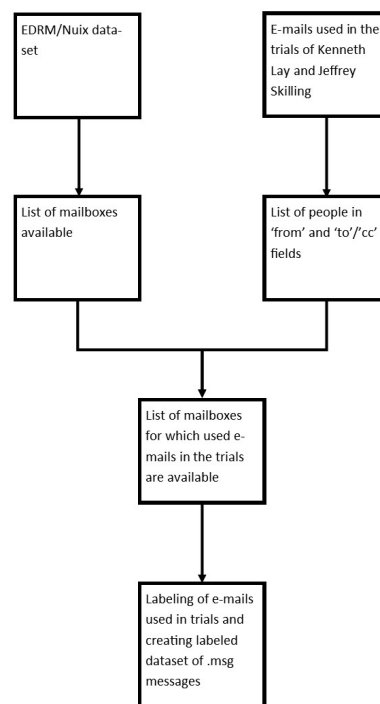 EDRM/Nuix data-
set
E-mails used in the
trials of Kenneth
Lay and Jeffrey
Skilling
List of mailboxes
available
List of people in
‘from’ and ‘to’/’cc’
fields
List of mailboxes
for which used e-
mails in the trials
are available
Labeling of e-mails
used in trials and
creating labeled
dataset of .msg
messages